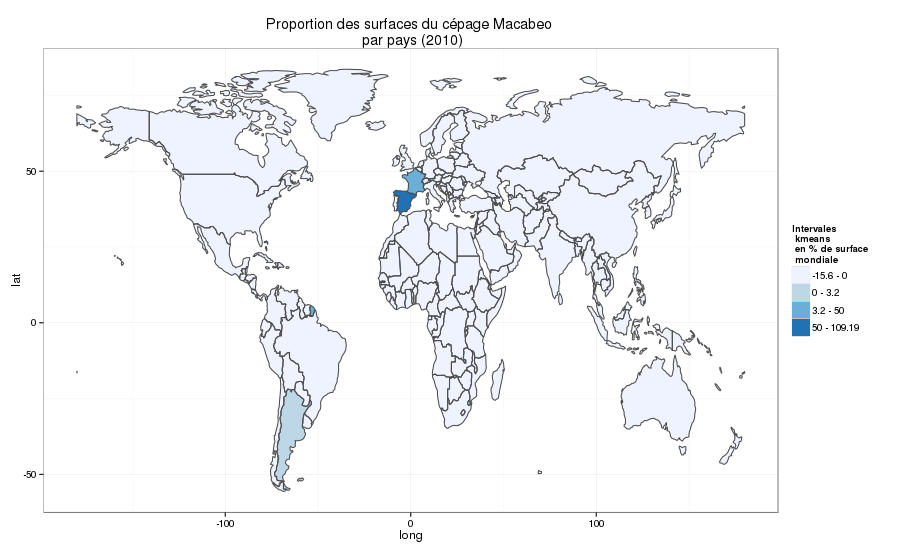 Proportion des surfaces du cépage Macabeo
par pays (2010)
50
0
-50
lat
-100
0
100
long
Intervales
kmeans
en % de surface
mondiale
-15.6 - 0
0 - 3.2
3.2 - 50
50 - 109.19